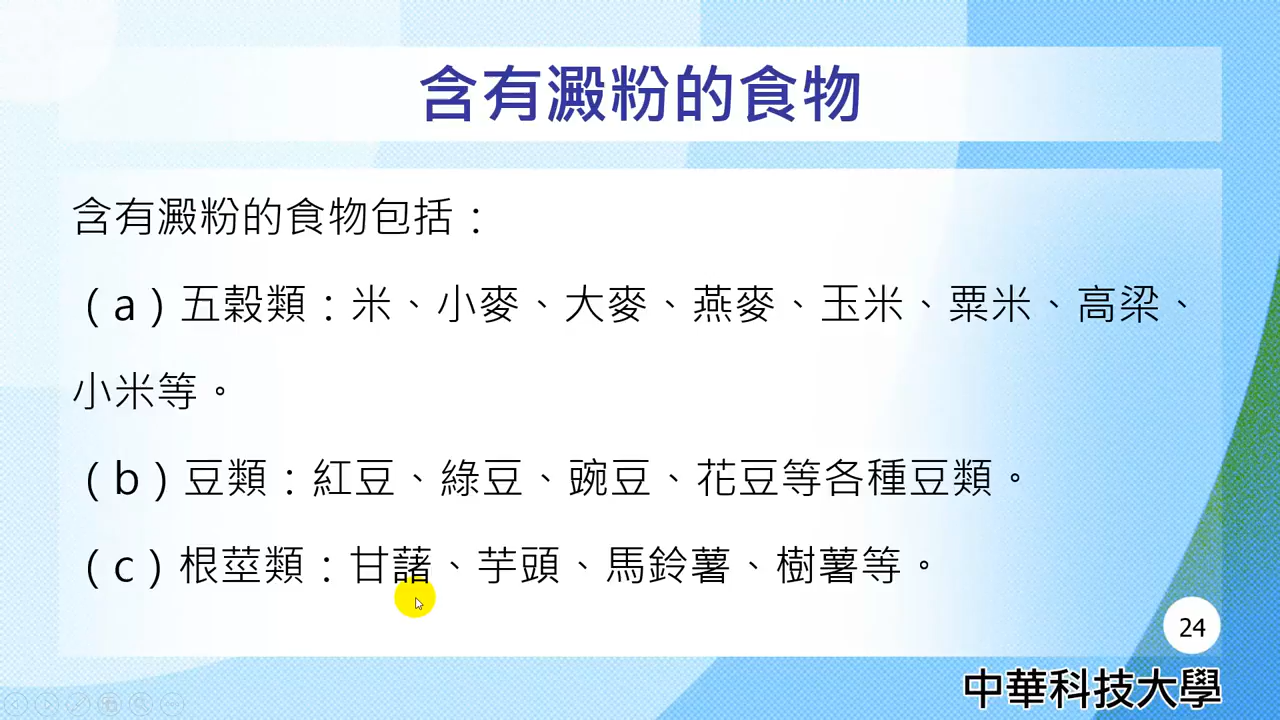 含有澱粉的食物
含有澱粉的食物包括：
（a）五穀類：米、小麥、大麥、燕麥、玉米、粟米、高梁、
小米等。
（b）豆類：紅豆、綠豆、豌豆、花豆等各種豆類。
（c）根莖類：甘藷、芋頭、馬鈴薯、樹薯等。
24
中華科技大學